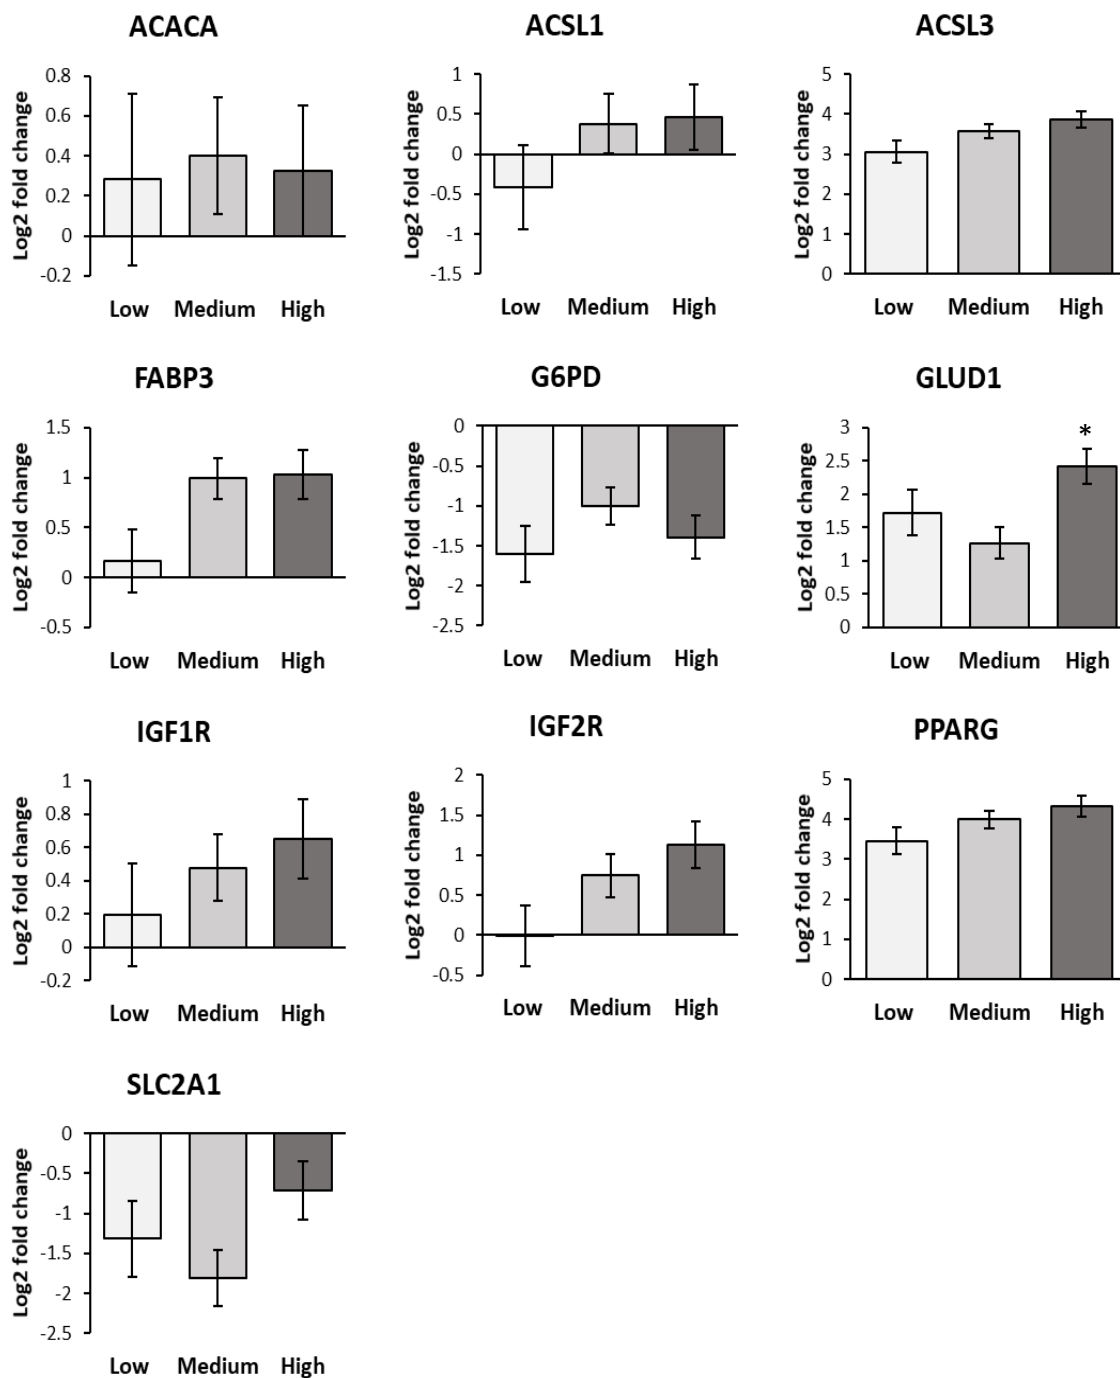 ACACA
Log2 fold change
0.8
0.6
0.4
0.2
0
-0.2
Low Medium High
ACSL1
Log2 fold change
1
0.5
0
-0.5
-1
-1.5
Low Medium High
ACSL3
Log2 fold change
5
4
3
2
1
0
Low Medium High
FABP3
Log2 fold change
1.5
1
0.5
0
-0.5
Low Medium High
G6PD
Log2 fold change
0
-0.5
-1
-1.5
-2
-2.5
Low Medium High
GLUD1
Log2 fold change
3
2.5
2
1.5
1
0.5
0
*
Low Medium High
IGF1R
Log2 fold change
1
0.8
0.6
0.4
0.2
0
-0.2
Low Medium High
IGF2R
Log2 fold change
2
1.5
1
0.5
0
-0.5
Low Medium High
PPARG
Log2 fold change
5
4
3
2
1
0
Low Medium High
SLC2A1
Log2 fold change
0
-0.5
-1
-1.5
-2
-2.5
Low Medium High